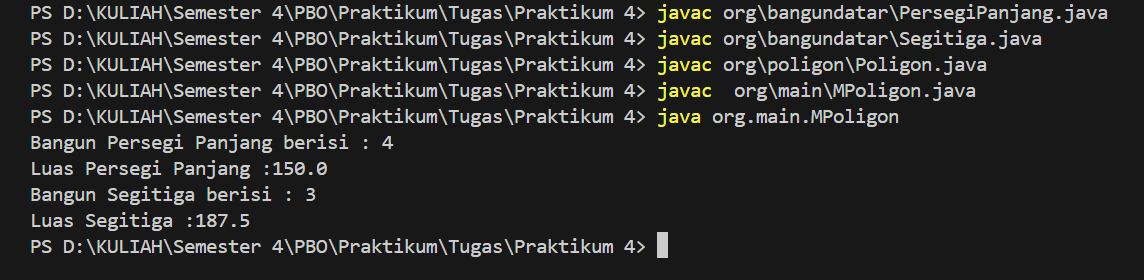 PS D:\KULIAH\Semester 4\PBO\Praktikum\Tugas\Praktikum 4> javac org\bangundatar\PersegiPanjang.java
PS D:\KULIAH\Semester 4\PBO\Praktikum\Tugas\Praktikum 4> javac org\bangundatar\Segitiga.java
PS D:\KULIAH\Semester 4\PBO\Praktikum\Tugas\Praktikum 4> javac org\poligon\Poligon.java
PS D:\KULIAH\Semester 4\PBO\Praktikum\Tugas\Praktikum 4> javac  org\main\MPoligon.java
PS D:\KULIAH\Semester 4\PBO\Praktikum\Tugas\Praktikum 4> java org.main.MPoligon
Bangun Persegi Panjang berisi : 4
Luas Persegi Panjang :150.0
Bangun Segitiga berisi : 3
Luas Segitiga :187.5
PS D:\KULIAH\Semester 4\PBO\Praktikum\Tugas\Praktikum 4>